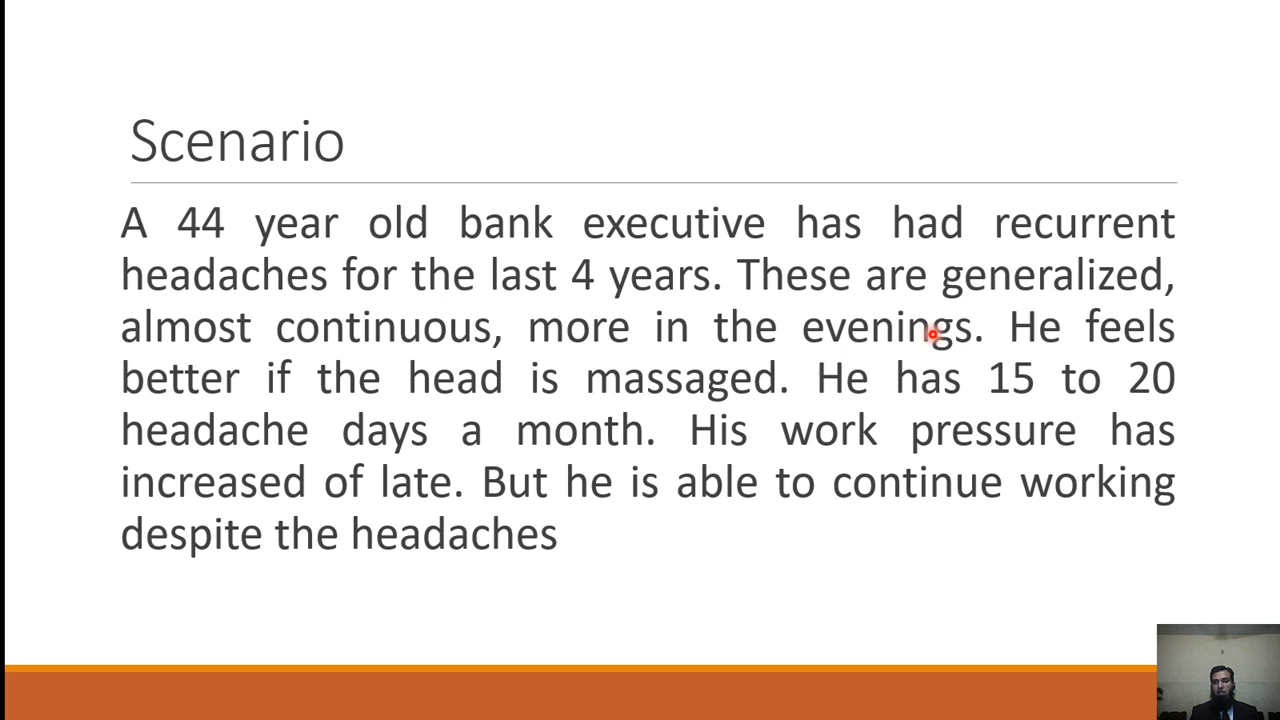 Scenario
A 44 year old bank executive has had recurrent
headaches for the last 4 years. These are generalized,
almost continuous, more in the evenings. He feels
better if the head is massaged. He has 15 to 20
headache days a month. His work pressure has
increased of late. But he is able to continue working
despite the headaches